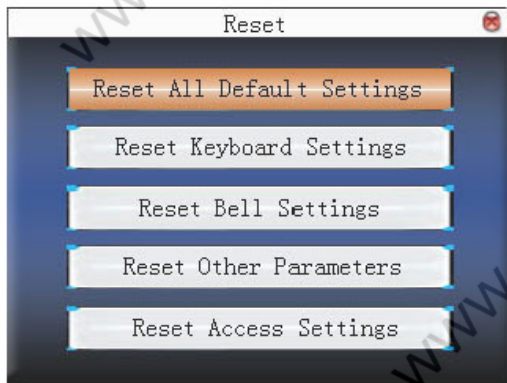 Reset
Reset All Default Settings
Reset Keyboard Settings
Reset Bell Settings
Reset Other Parameters
Reset Access Settings